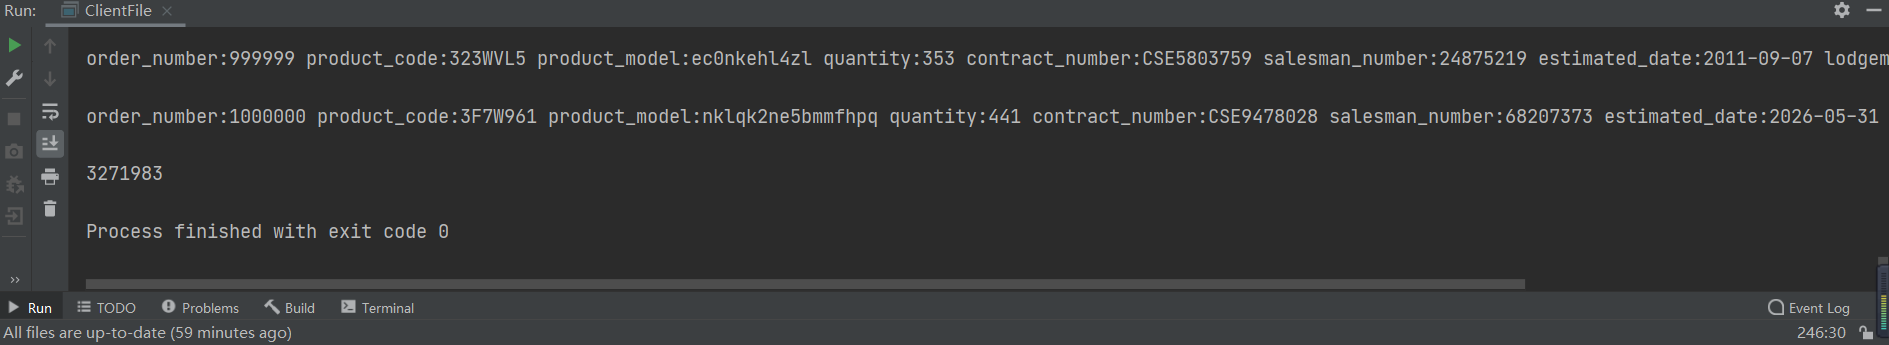 Run: ClientFile ×
order_number:999999 product_code:323WVL5 product_model:ec0nkehl4zl quantity:353 contract_number:CSE5803759 salesman_number:24875219 estimated_date:2011-09-07 lodgem
order_number:1000000 product_code:3F7W961 product_model:nklqk2ne5bmmfhpq quantity:441 contract_number:CSE9478028 salesman_number:68207373 estimated_date:2026-05-31
3271983
Process finished with exit code 0
Run TODO Problems Build Terminal Event Log
All files are up-to-date (59 minutes ago) 246:30